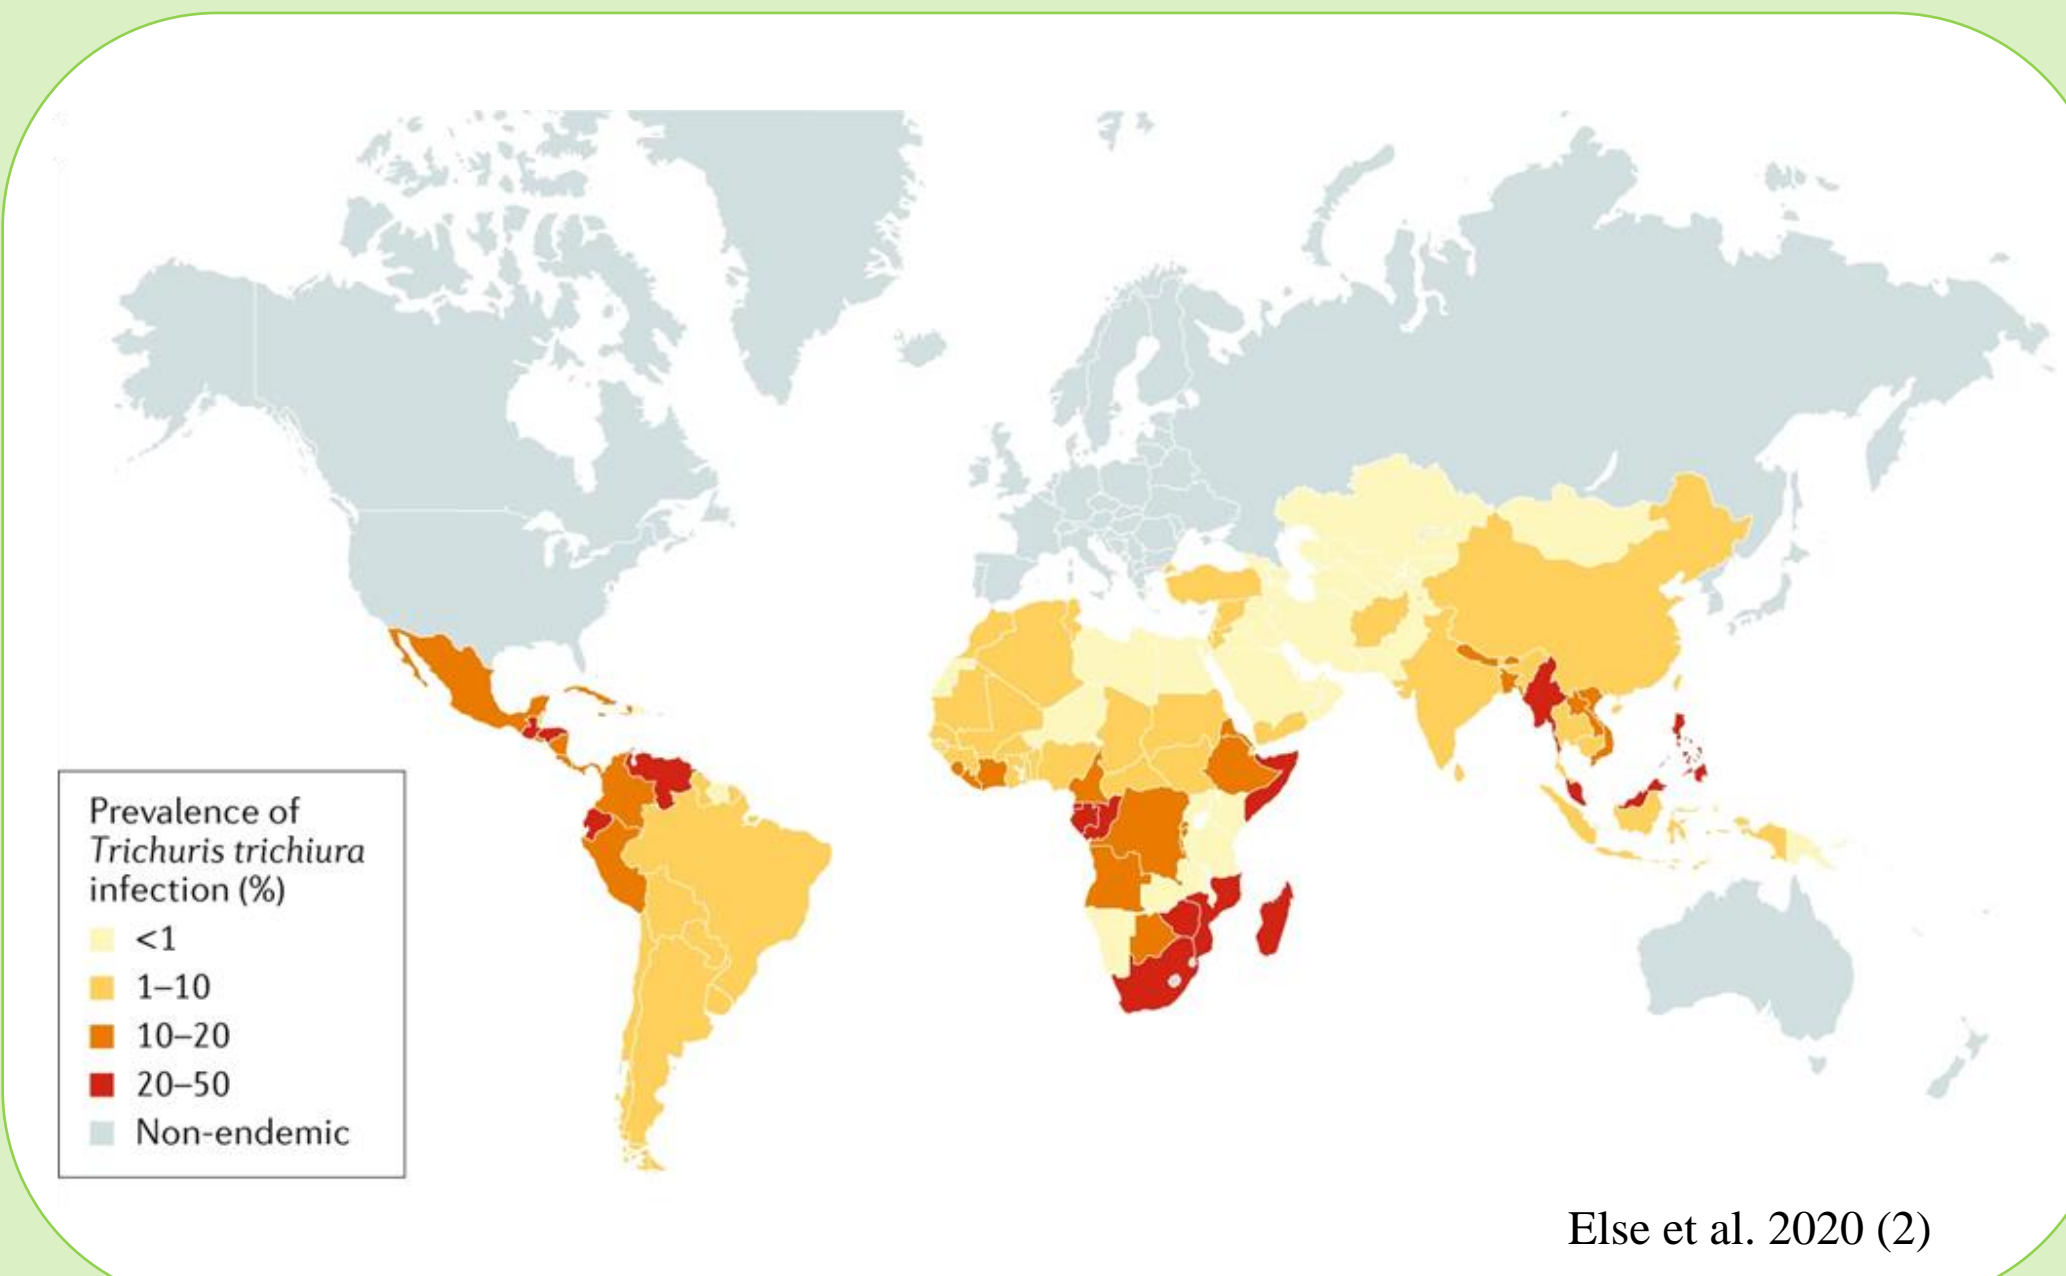 Prevalence of
Trichuris trichiura
infection (%)
<1
1–10
10–20
20–50
Non-endemic
Else et al. 2020 (2)